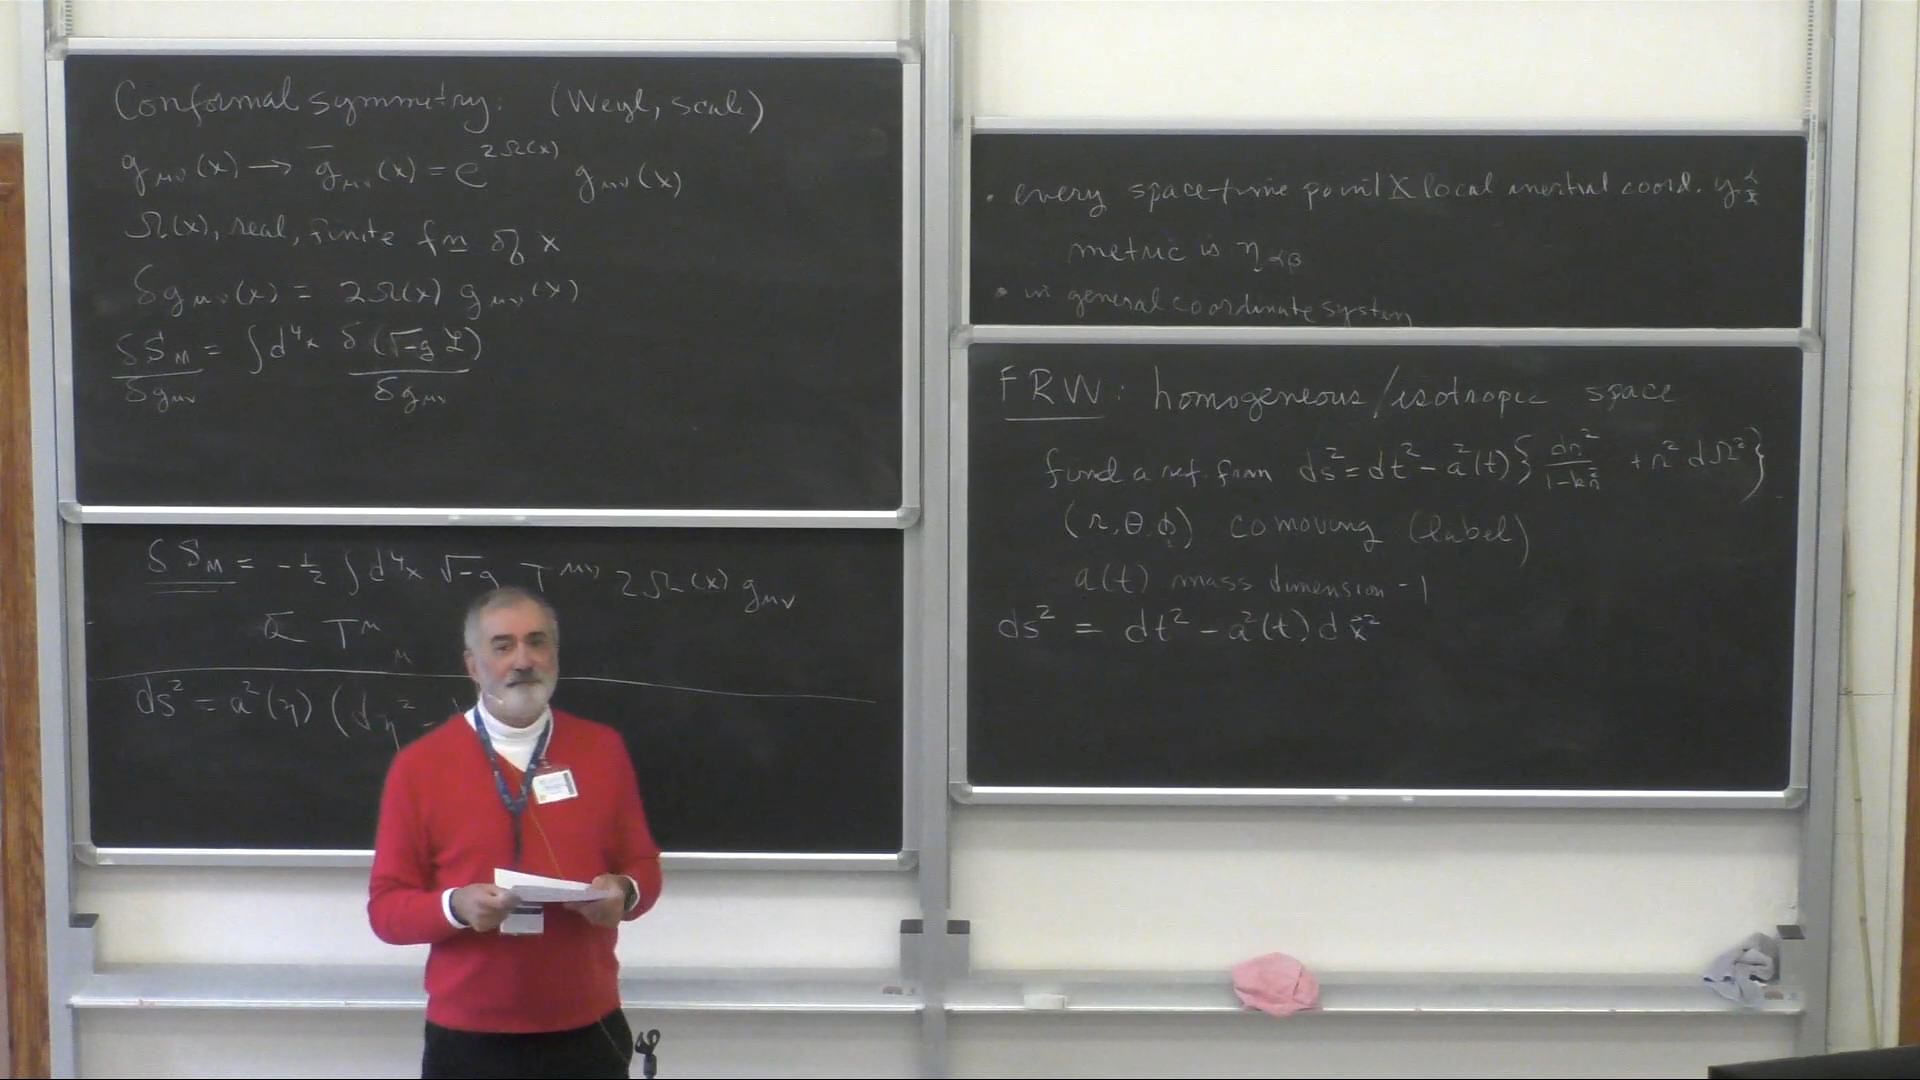 Conformal symmetry: (Weyl, scale)
g_μν(x) → g̅_μν(x) = e^{2Ω(x)} g_μν(x)
Ω(x), real, finite fn of x
δg_μν(x) = 2Ω(x) g_μν(x)
δS_M/δg_μν = ∫d⁴x δ(√-g ℒ)/δg_μν
δS_M = -½ ∫d⁴x √-g T^μν 2Ω(x) g_μν
α T^μ_μ
ds² = a²(η) (dη² -
• every space-time point X local inertial coord. y^α_X
metric is η_αβ
• in general coordinate system
FRW: homogeneous/isotropic space
find a ref. fram ds² = dt² - a²(t) { dr²/(1-kr²) + r² dΩ² }
(r, θ, ϕ) comoving (label)
a(t) mass dimension -1
ds² = dt² - a²(t) dx⃗²